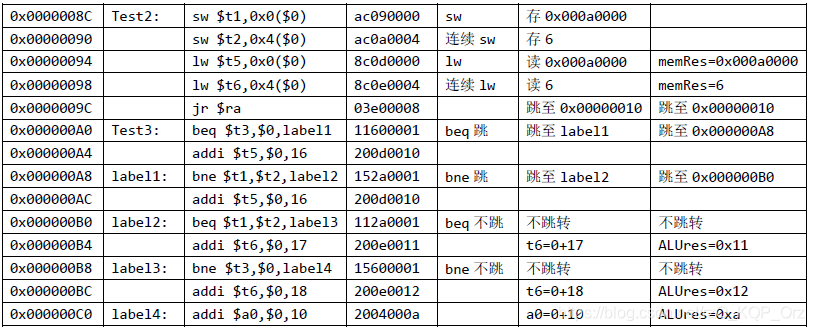 0x0000008C Test2: sw $t1,0x0($0) ac090000 sw 存 0x000a0000
0x00000090 sw $t2,0x4($0) ac0a0004 连续 sw 存 6
0x00000094 lw $t5,0x0($0) 8c0d0000 lw 读 0x000a0000 memRes=0x000a0000
0x00000098 lw $t6,0x4($0) 8c0e0004 连续 lw 读 6 memRes=6
0x0000009C jr $ra 03e00008 跳至 0x00000010 跳至 0x00000010
0x000000A0 Test3: beq $t3,$0,label1 11600001 beq 跳 跳至 label1 跳至 0x000000A8
0x000000A4 addi $t5,$0,16 200d0010
0x000000A8 label1: bne $t1,$t2,label2 152a0001 bne 跳 跳至 label2 跳至 0x000000B0
0x000000AC addi $t5,$0,16 200d0010
0x000000B0 label2: beq $t1,$t2,label3 112a0001 beq 不跳 不跳转 不跳转
0x000000B4 addi $t6,$0,17 200e0011 t6=0+17 ALUres=0x11
0x000000B8 label3: bne $t3,$0,label4 15600001 bne 不跳 不跳转 不跳转
0x000000BC addi $t6,$0,18 200e0012 t6=0+18 ALUres=0x12
0x000000C0 label4: addi $a0,$0,10 2004000a a0=0+10 ALUres=0xa